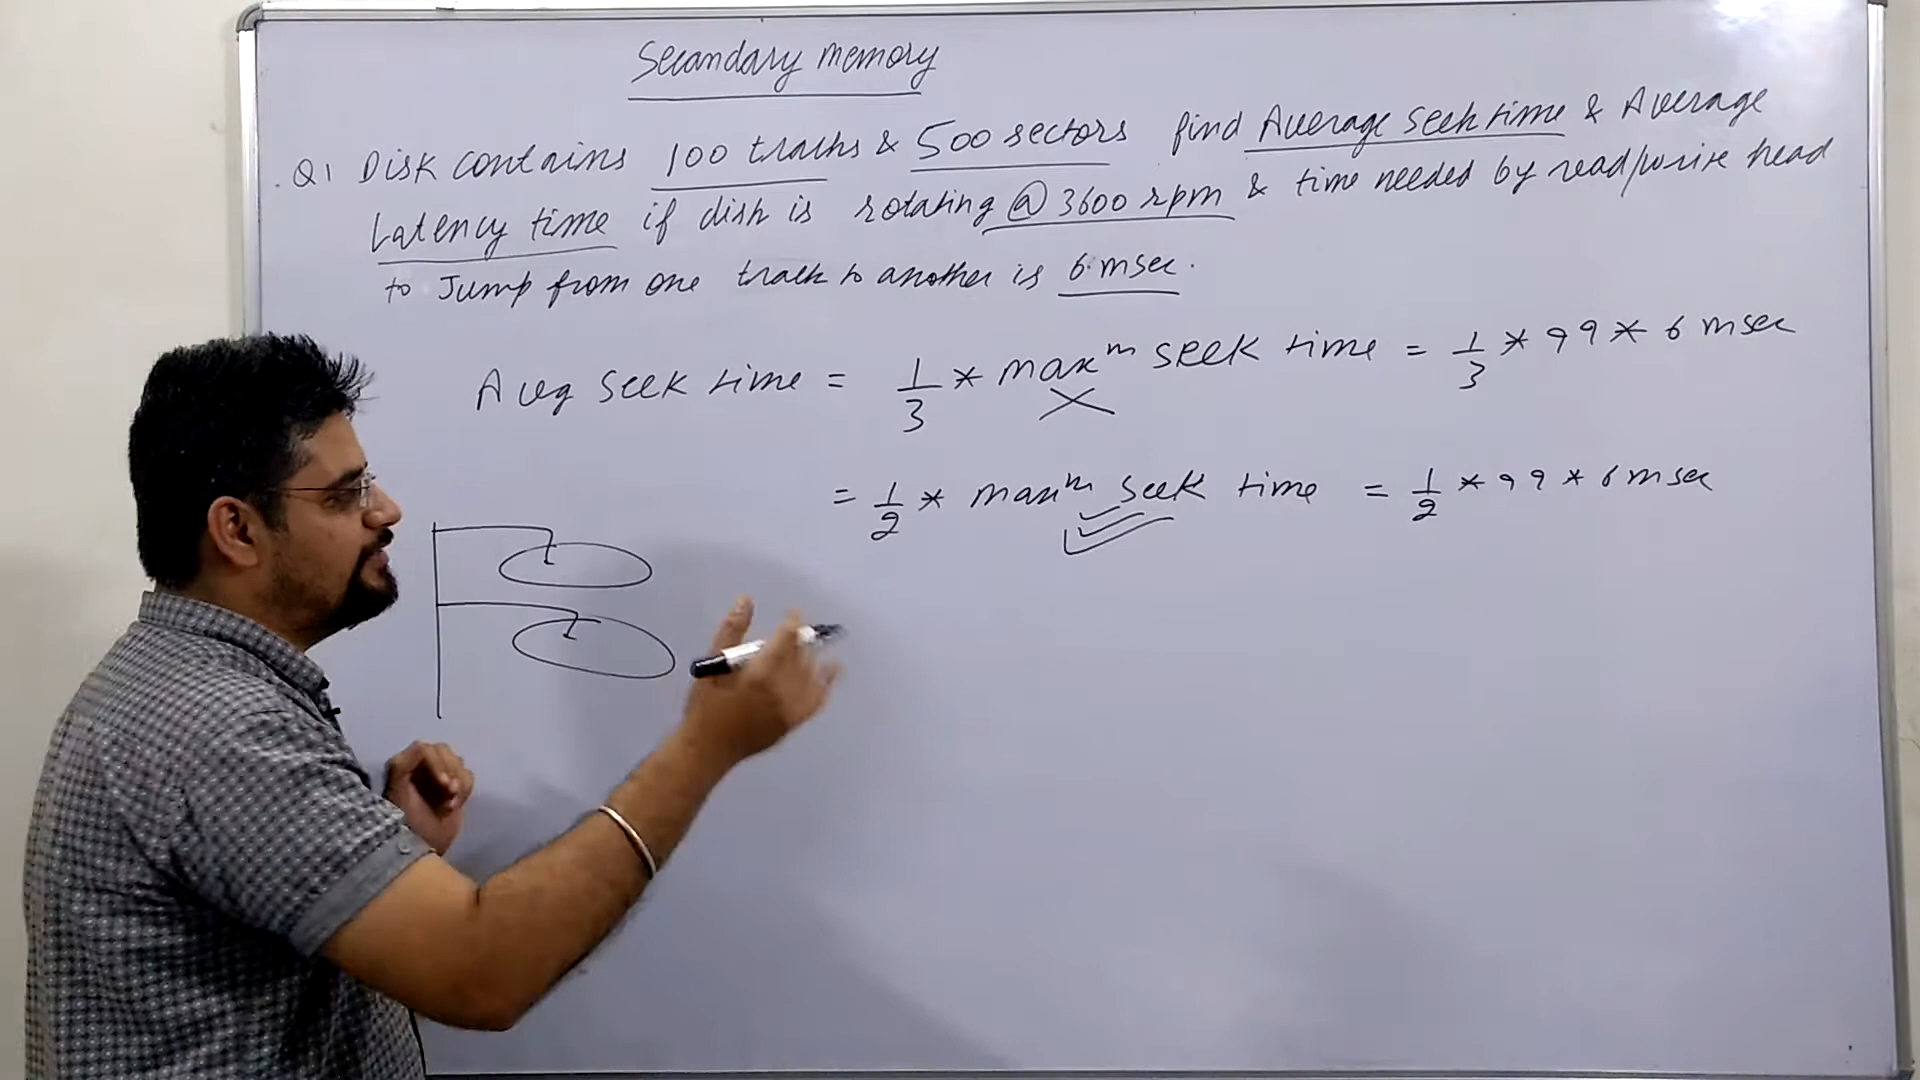 Secondary memory
Q1 Disk contains 100 tracks & 500 sectors find Average seek time & Average
Latency time if disk is rotating @ 3600 rpm & time needed by read/write head
to Jump from one track to another is 6 msec.
Avg seek time = 1/3 * maxᵐ seek time = 1/3 * 99 * 6 msec
= 1/2 * maxᵐ seek time = 1/2 * 99 * 6 msec